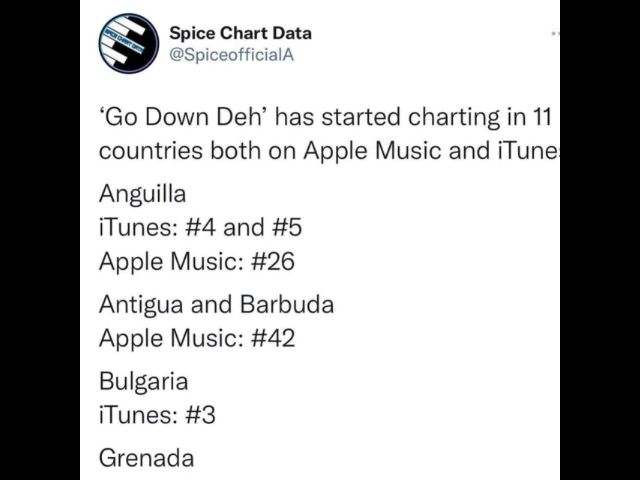 Spice Chart Data
@SpiceofficialA
‘Go Down Deh’ has started charting in 11
countries both on Apple Music and iTune
Anguilla
iTunes: #4 and #5
Apple Music: #26
Antigua and Barbuda
Apple Music: #42
Bulgaria
iTunes: #3
Grenada